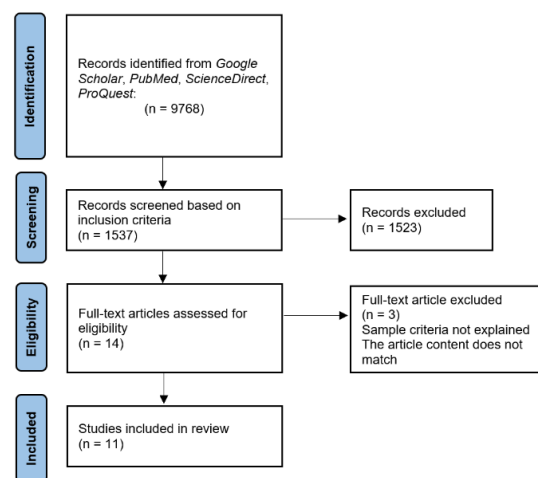 Identification
Records identified from Google
Scholar, PubMed, ScienceDirect,
ProQuest:
(n = 9768)
Screening
Records screened based on
inclusion criteria
(n = 1537)
Records excluded
(n = 1523)
Eligibility
Full-text articles assessed for
eligibility
(n = 14)
Full-text article excluded
(n = 3)
Sample criteria not explained
The article content does not
match
Included
Studies included in review
(n = 11)